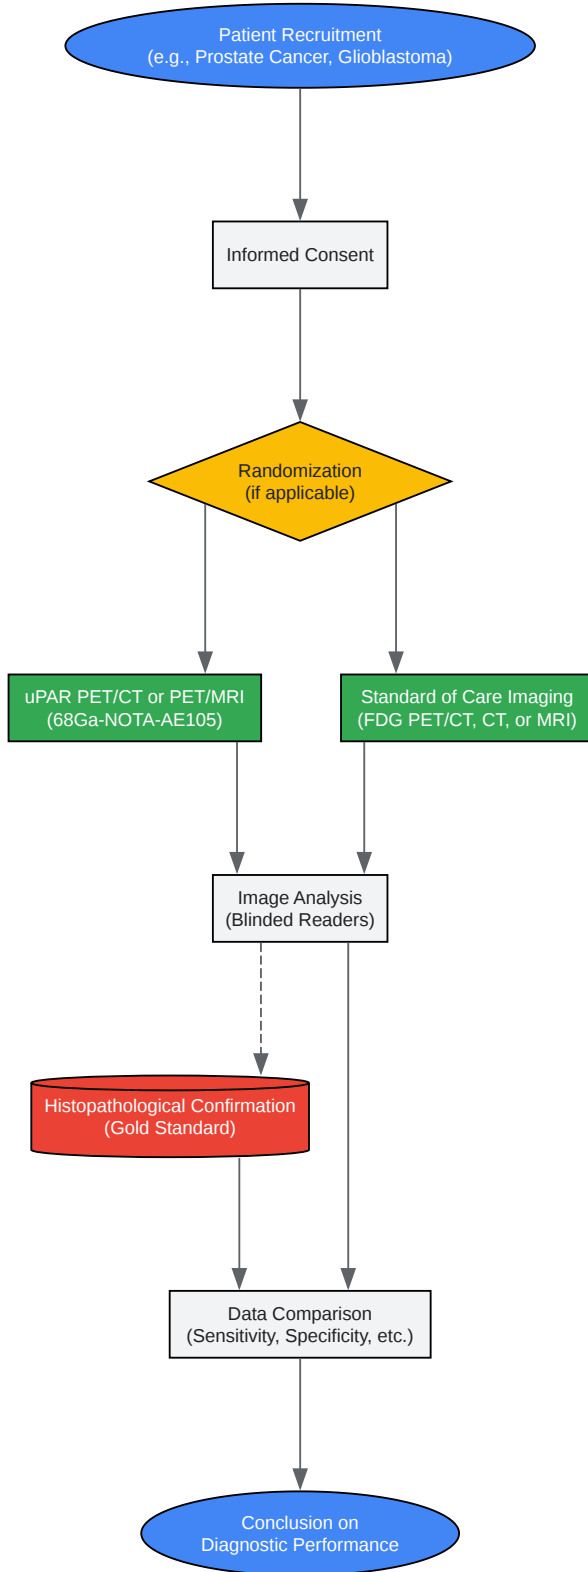 Patient Recruitment
(e.g., Prostate Cancer, Glioblastoma)
Informed Consent
Randomization
(if applicable)
uPAR PET/CT or PET/MRI
(68Ga-NOTA-AE105)
Standard of Care Imaging
(FDG PET/CT, CT, or MRI)
Image Analysis
(Blinded Readers)
Histopathological Confirmation
(Gold Standard)
Data Comparison
(Sensitivity, Specificity, etc.)
Conclusion on
Diagnostic Performance